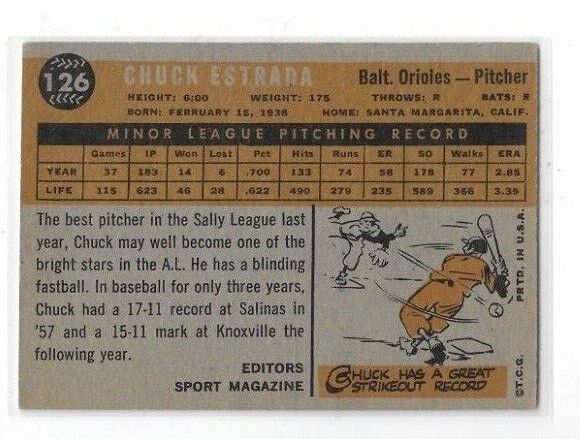 126
CHUCK ESTRADA
Balt. Orioles — Pitcher
HEIGHT: 6:00 WEIGHT: 175 THROWS: R BATS: R
BORN: FEBRUARY 15, 1938 HOME: SANTA MARGARITA, CALIF.
MINOR LEAGUE PITCHING RECORD
Games IP Won Lost Pct Hits Runs ER SO Walks ERA
YEAR 37 183 14 6 .700 133 74 58 178 77 2.85
LIFE 115 623 46 28 .622 490 279 235 589 366 3.39
The best pitcher in the Sally League last
year, Chuck may well become one of the
bright stars in the A.L. He has a blinding
fastball. In baseball for only three years,
Chuck had a 17-11 record at Salinas in
'57 and a 15-11 mark at Knoxville the
following year.
EDITORS
SPORT MAGAZINE
CHUCK HAS A GREAT
STRIKEOUT RECORD
©T.C.G. PRTD. IN U.S.A.